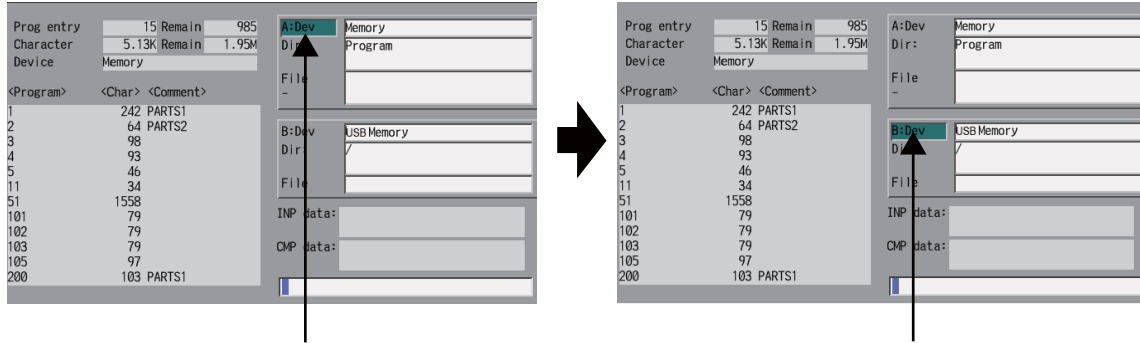 Prog entry 15 Remain 985
Character 5.13K Remain 1.95M
Device Memory
<Program> <Char> <Comment>
1 242 PARTS1
2 64 PARTS2
3 98
4 93
5 46
11 34
51 1558
101 79
102 79
103 79
105 97
200 103 PARTS1
A:Dev Memory
Dir: Program
File
-
B:Dev USB Memory
Dir: /
File
INP data:
CMP data:
Prog entry 15 Remain 985
Character 5.13K Remain 1.95M
Device Memory
<Program> <Char> <Comment>
1 242 PARTS1
2 64 PARTS2
3 98
4 93
5 46
11 34
51 1558
101 79
102 79
103 79
105 97
200 103 PARTS1
A:Dev Memory
Dir: Program
File
-
B:Dev USB Memory
Dir: /
File
INP data:
CMP data: